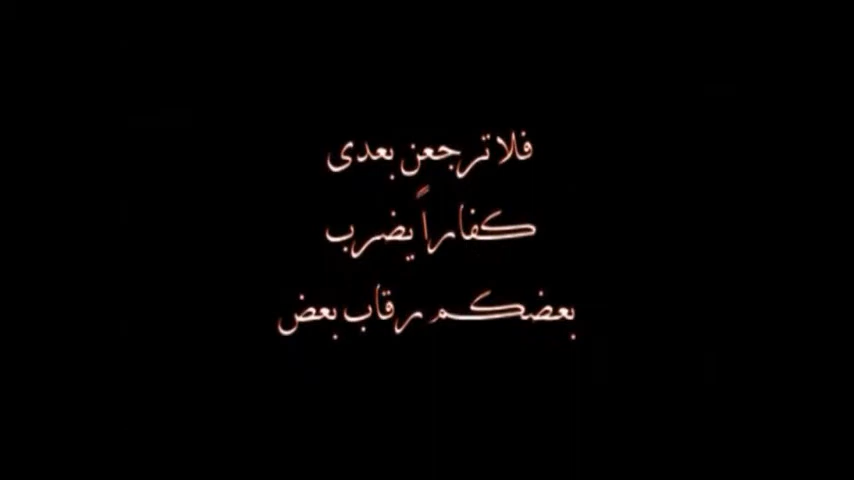 فلا ترجعن بعدى
كفاراً يضرب
بعضكم رقاب بعض